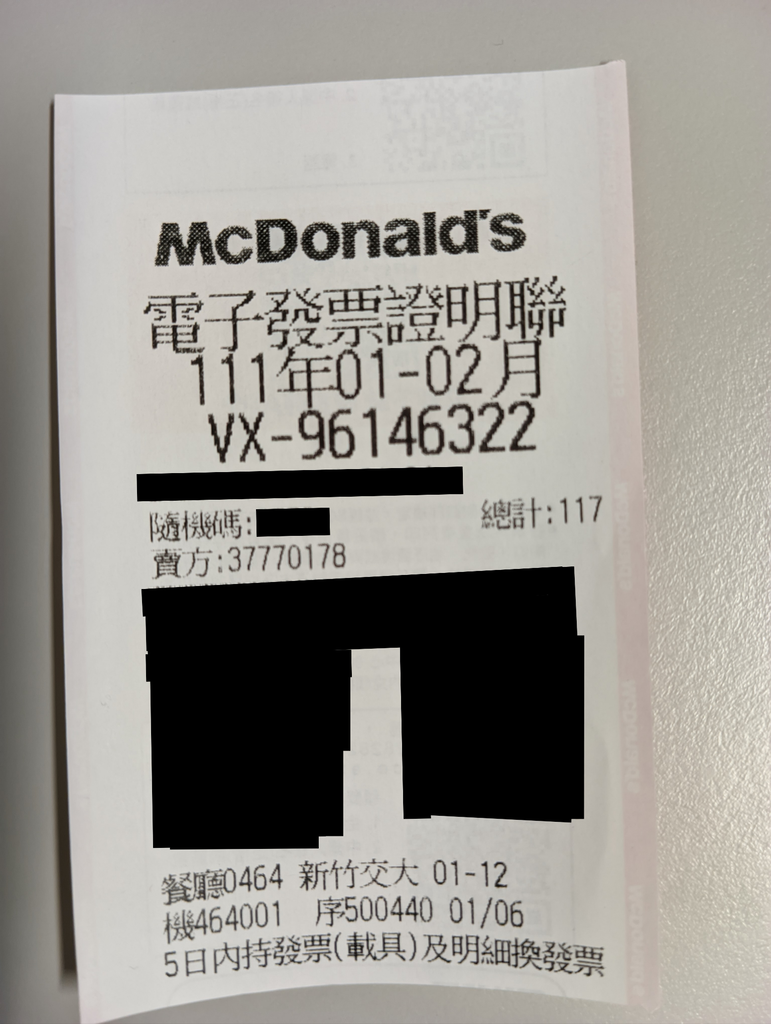 McDonald's
電子發票證明聯
111年01-02月
VX-96146322
隨機碼: 總計:117
賣方:37770178
餐廳0464 新竹交大 01-12
機464001 序500440 01/06
5日內持發票(載具)及明細換發票